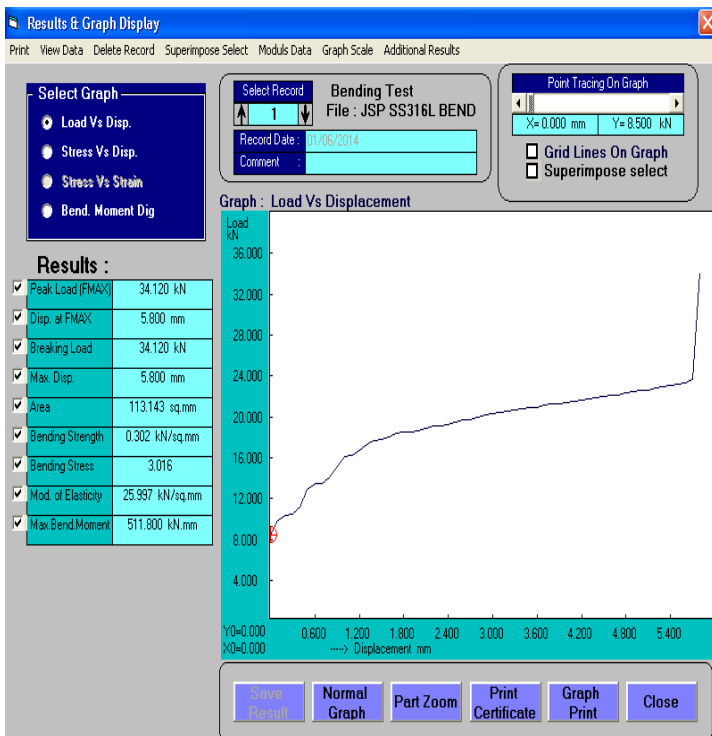 Results & Graph Display
Print View Data Delete Record Superimpose Select Moduls Data Graph Scale Additional Results
Select Graph
Load Vs Disp.
Stress Vs Disp.
Stress Vs Strain
Bend. Moment Dig
Select Record
1
Bending Test
File : JSP SS316L BEND
Record Date : 01/06/2014
Comment :
Point Tracing On Graph
X= 0.000 mm Y= 8.500 kN
Grid Lines On Graph
Superimpose select
Graph : Load Vs Displacement
Results :
Peak Load (FMAX) 34.120 kN
Disp. at FMAX 5.800 mm
Breaking Load 34.120 kN
Max. Disp. 5.800 mm
Area 113.143 sq.mm
Bending Strength 0.302 kN/sq.mm
Bending Stress 3.016
Mod. of Elasticity 25.997 kN/sq.mm
Max.Bend.Moment 511.800 kN.mm
Load
kN
36.000
32.000
28.000
24.000
20.000
16.000
12.000
8.000
4.000
Y0=0.000 0.600 1.200 1.800 2.400 3.000 3.600 4.200 4.800 5.400
X0=0.000 ----> Displacement mm
Save Result
Normal Graph
Part Zoom
Print Certificate
Graph Print
Close